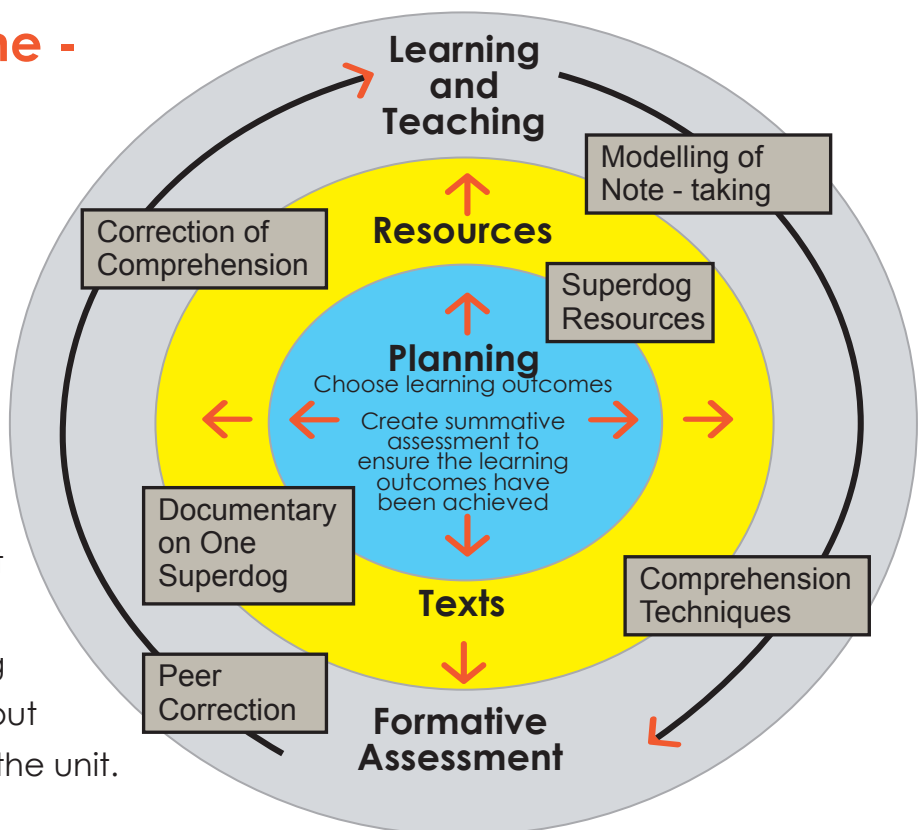 ne -
Learning
and
Teaching
Modelling of
Note - taking
Correction of
Comprehension
Resources
Superdog
Resources
Planning
Choose learning outcomes
Create summative
assessment to
ensure the learning
outcomes have
been achieved
Documentary
on One
Superdog
Texts
Comprehension
Techniques
Peer
Correction
Formative
Assessment
out
the unit.